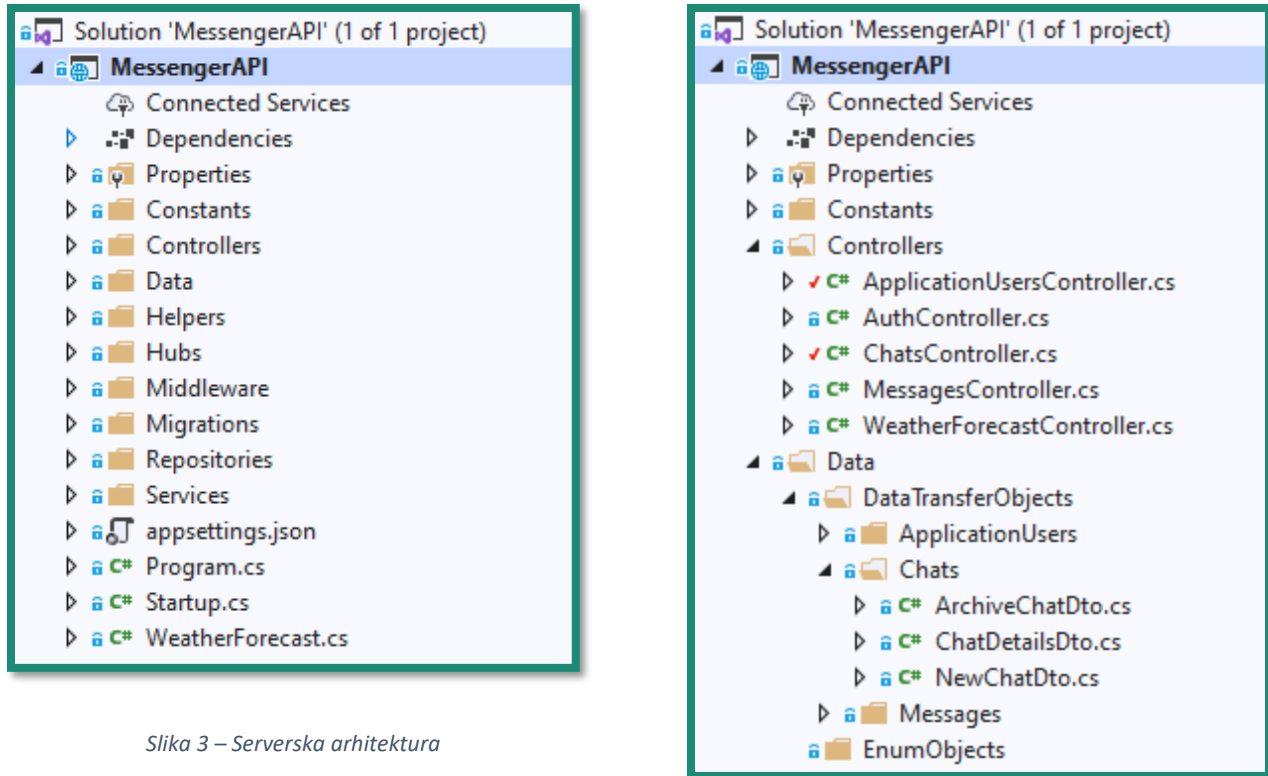 Solution 'MessengerAPI' (1 of 1 project)
MessengerAPI
Connected Services
Dependencies
Properties
Constants
Controllers
Data
Helpers
Hubs
Middleware
Migrations
Repositories
Services
appsettings.json
C# Program.cs
C# Startup.cs
C# WeatherForecast.cs
Slika 3 – Serverska arhitektura
Solution 'MessengerAPI' (1 of 1 project)
MessengerAPI
Connected Services
Dependencies
Properties
Constants
Controllers
C# ApplicationUsersController.cs
C# AuthController.cs
C# ChatsController.cs
C# MessagesController.cs
C# WeatherForecastController.cs
Data
DataTransferObjects
ApplicationUsers
Chats
C# ArchiveChatDto.cs
C# ChatDetailsDto.cs
C# NewChatDto.cs
Messages
EnumObjects